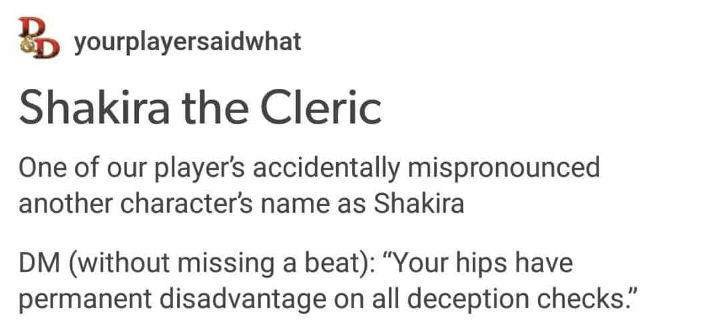 D&D yourplayersaidwhat
Shakira the Cleric
One of our player's accidentally mispronounced
another character's name as Shakira
DM (without missing a beat): “Your hips have
permanent disadvantage on all deception checks.”